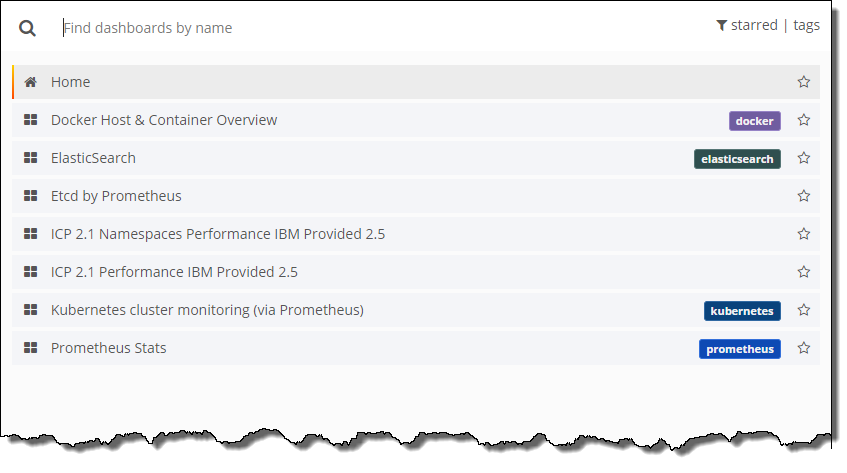 Find dashboards by name
starred | tags
Home
Docker Host & Container Overview docker
ElasticSearch elasticsearch
Etcd by Prometheus
ICP 2.1 Namespaces Performance IBM Provided 2.5
ICP 2.1 Performance IBM Provided 2.5
Kubernetes cluster monitoring (via Prometheus) kubernetes
Prometheus Stats prometheus